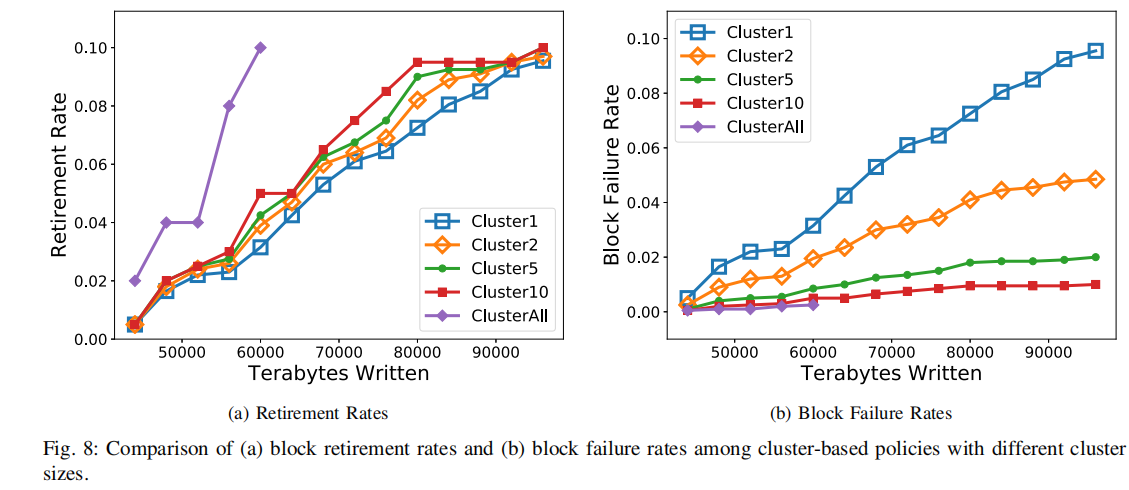 0.10
0.08
0.06
0.04
0.02
0.00
Retirement Rate
50000 60000 70000 80000 90000
Terabytes Written
Cluster1
Cluster2
Cluster5
Cluster10
ClusterAll
(a) Retirement Rates
0.10
0.08
0.06
0.04
0.02
0.00
Block Failure Rate
Cluster1
Cluster2
Cluster5
Cluster10
ClusterAll
50000 60000 70000 80000 90000
Terabytes Written
(b) Block Failure Rates
Fig. 8: Comparison of (a) block retirement rates and (b) block failure rates among cluster-based policies with different cluster
sizes.